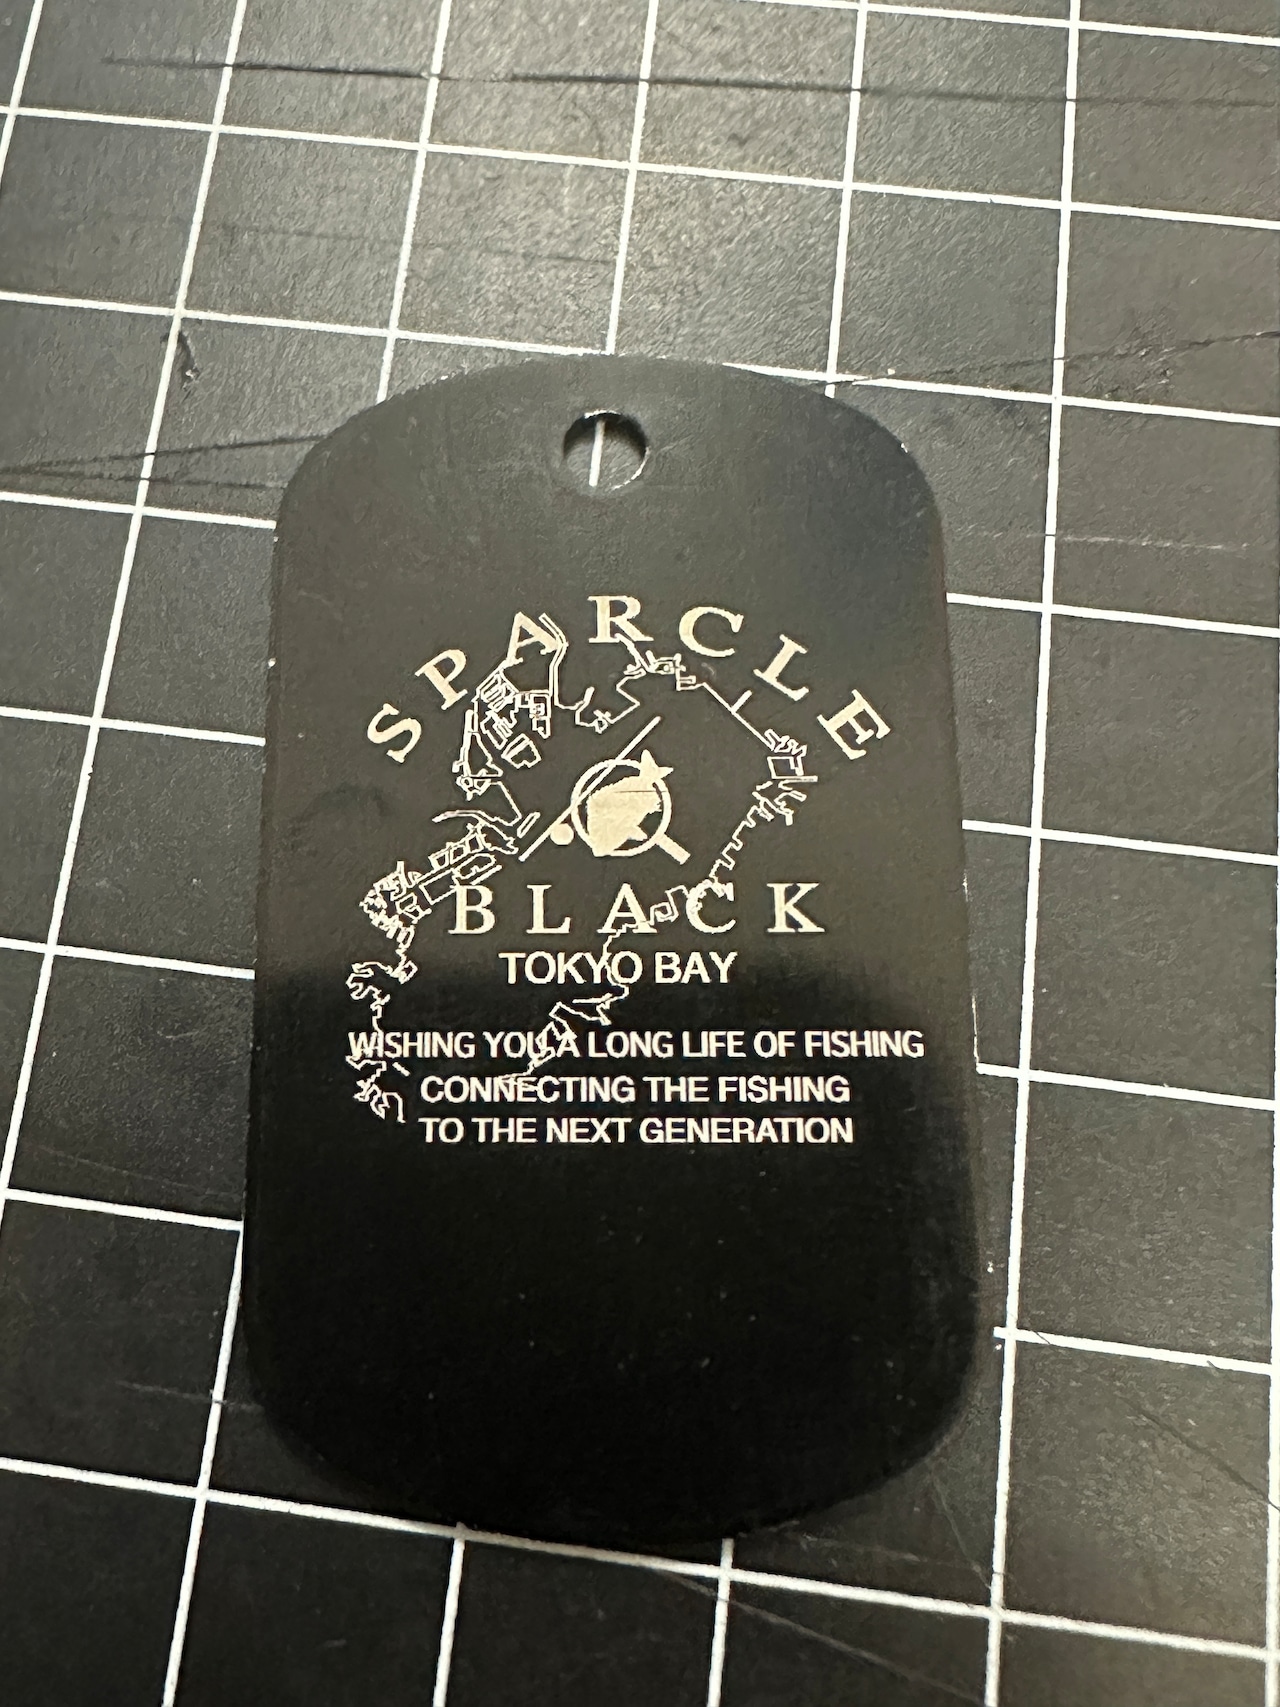 SPARCLE
BLACK
TOKYO BAY
WISHING YOU A LONG LIFE OF FISHING
CONNECTING THE FISHING
TO THE NEXT GENERATION